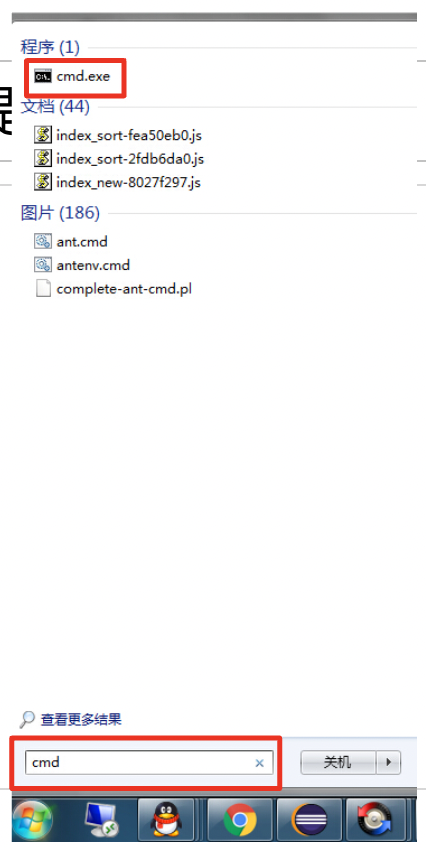 程序 (1)
cmd.exe
文档 (44)
index_sort-fea50eb0.js
index_sort-2fdb6da0.js
index_new-8027f297.js
图片 (186)
ant.cmd
antenv.cmd
complete-ant-cmd.pl
查看更多结果
cmd
关机